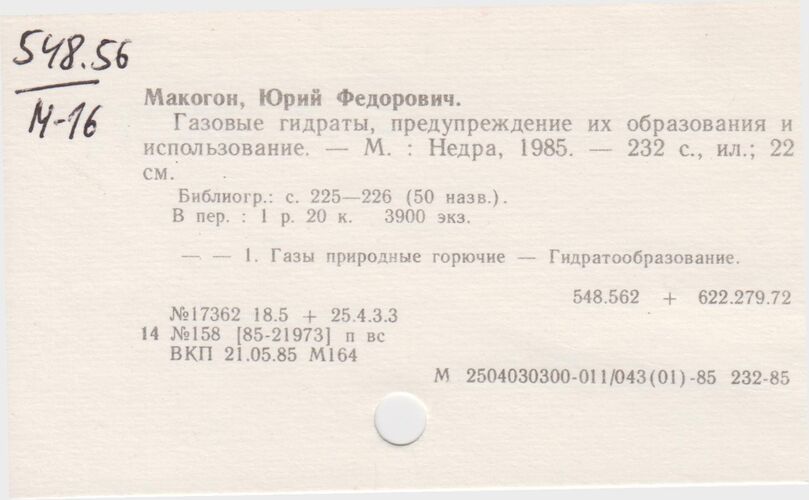 548.56
М-16
Макогон, Юрий Федорович.
Газовые гидраты, предупреждение их образования и
использование. — М. : Недра, 1985. — 232 с., ил.; 22
см.
Библиогр.: с. 225—226 (50 назв.).
В пер. : 1 р. 20 к. 3900 экз.
— — 1. Газы природные горючие — Гидратообразование.
548.562 + 622.279.72
№17362 18.5 + 25.4.3.3
14 №158 [85-21973] п вс
ВКП 21.05.85 М164
М 2504030300-011/043(01)-85 232-85